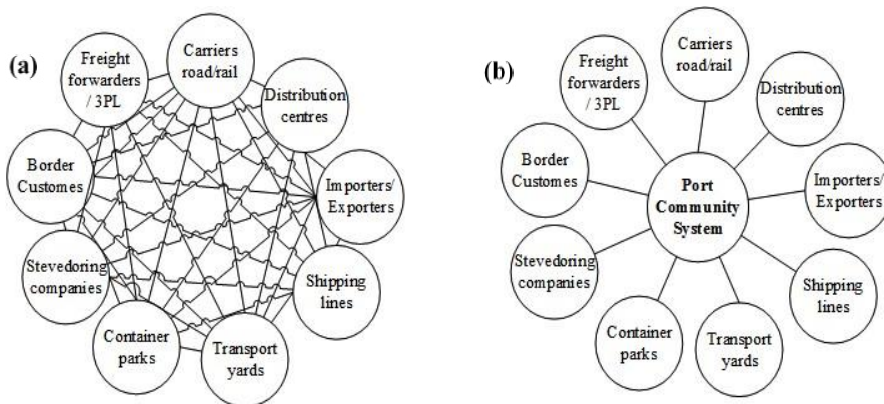 (a)
Freight
forwarders
/ 3PL
Carriers
road/rail
Distribution
centres
Border
Customes
Importers/
Exporters
Stevedoring
companies
Shipping
lines
Container
parks
Transport
yards
(b)
Freight
forwarders
/ 3PL
Carriers
road/rail
Distribution
centres
Border
Customes
Port
Community
System
Importers/
Exporters
Stevedoring
companies
Shipping
lines
Container
parks
Transport
yards